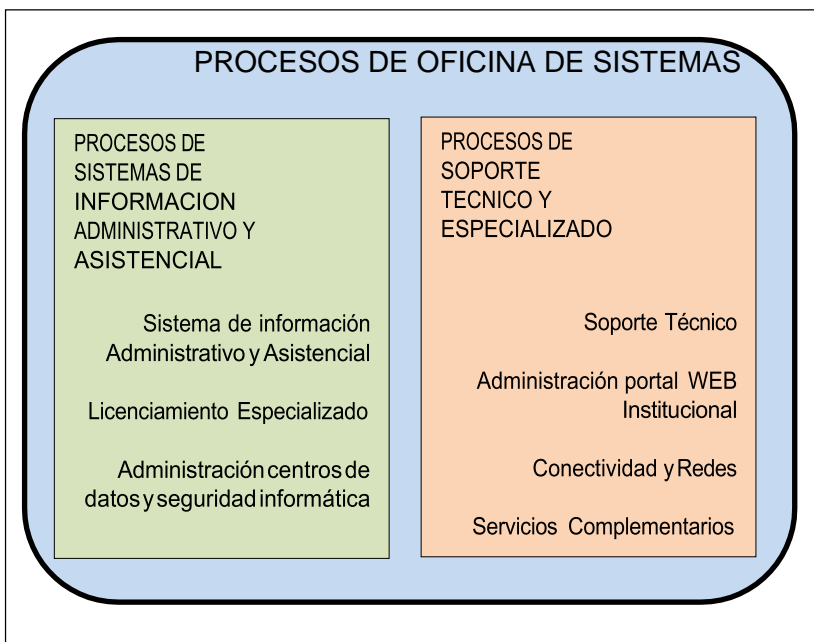 PROCESOS DE OFICINA DE SISTEMAS
PROCESOS DE
SISTEMAS DE
INFORMACION
ADMINISTRATIVO Y
ASISTENCIAL
Sistema de información
Administrativo y Asistencial
Licenciamiento Especializado
Administración centros de
datos y seguridad informática
PROCESOS DE
SOPORTE
TECNICO Y
ESPECIALIZADO
Soporte Técnico
Administración portal WEB
Institucional
Conectividad y Redes
Servicios Complementarios